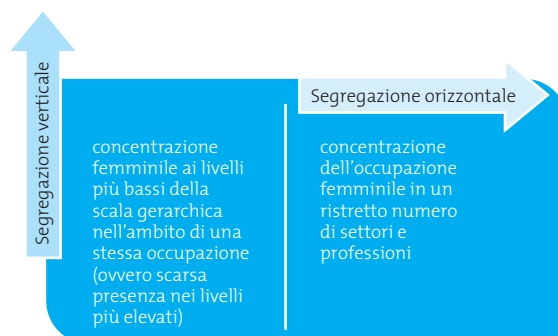 Segregazione verticale
Segregazione orizzontale
concentrazione
femminile ai livelli
più bassi della
scala gerarchica
nell'ambito di una
stessa occupazione
(ovvero scarsa
presenza nei livelli
più elevati)
concentrazione
dell'occupazione
femminile in un
ristretto numero
di settori e
professioni